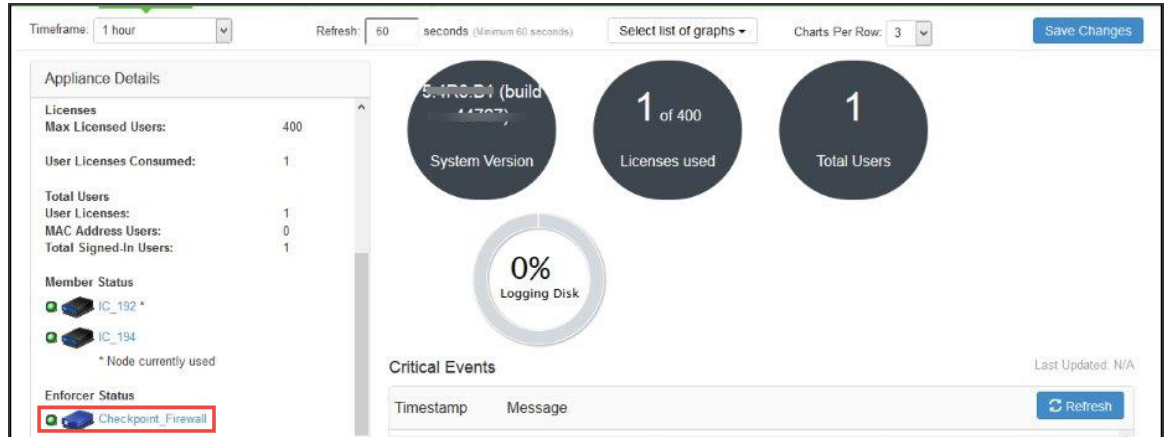 Timeframe: 1 hour Refresh: 60 seconds (Minimum 60 seconds) Select list of graphs Charts Per Row: 3 Save Changes
Appliance Details
Licenses
Max Licensed Users: 400
User Licenses Consumed: 1
Total Users
User Licenses: 1
MAC Address Users: 0
Total Signed-In Users: 1
Member Status
IC_192 *
IC_194
* Node currently used
Enforcer Status
Checkpoint_Firewall
(build
System Version
1 of 400
Licenses used
1
Total Users
0%
Logging Disk
Critical Events Last Updated: N/A
Timestamp Message Refresh